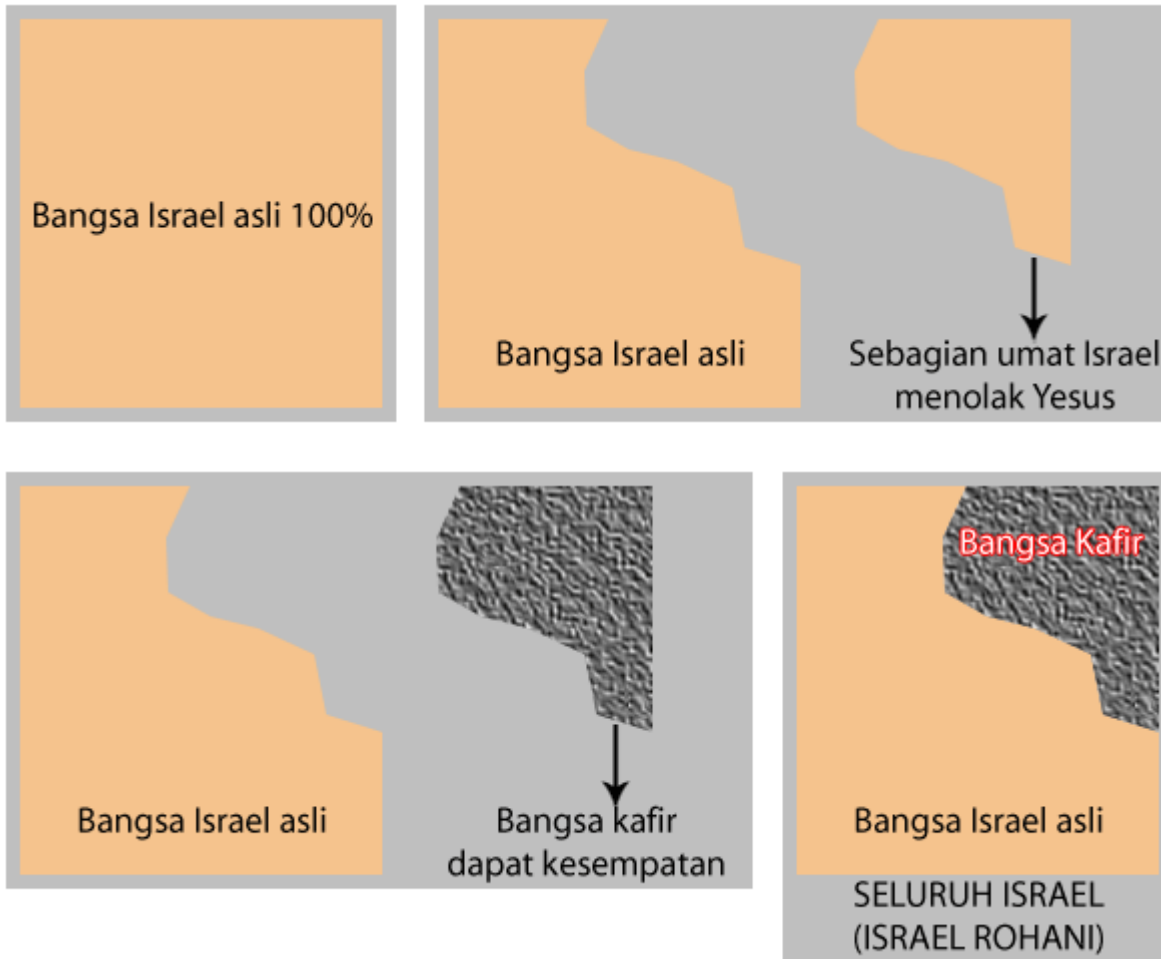 Bangsa Israel asli 100%
Bangsa Israel asli
Sebagian umat Israel
menolak Yesus
Bangsa Israel asli
Bangsa kafir
dapat kesempatan
Bangsa Kafir
Bangsa Israel asli
SELURUH ISRAEL
(ISRAEL ROHANI)